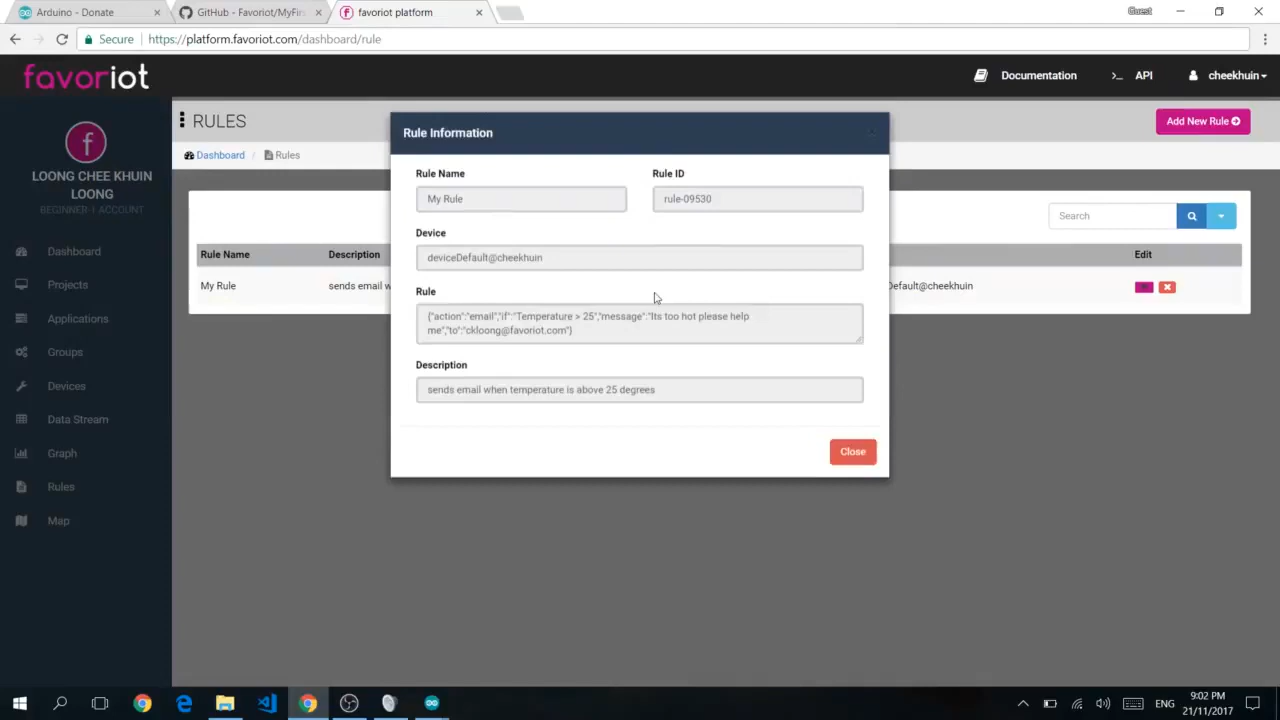 Arduino - Donate
GitHub - Favoriot/MyFir
favoriot platform
Guest
Secure
https://platform.favoriot.com/dashboard/rule
favoriot
Documentation
API
cheekhuin
f
LOONG CHEE KHUIN
LOONG
BEGINNER-1 ACCOUNT
Dashboard
Projects
Applications
Groups
Devices
Data Stream
Graph
Rules
Map
RULES
Add New Rule
Dashboard / Rules
Search
Rule Name Description Edit
My Rule sends email w Default@cheekhuin
Rule Information
Rule Name Rule ID
My Rule rule-09530
Device
deviceDefault@cheekhuin
Rule
{"action":"email","if":"Temperature > 25","message":"Its too hot please help
me","to":"ckloong@favoriot.com"}
Description
sends email when temperature is above 25 degrees
Close
ENG
9:02 PM
21/11/2017